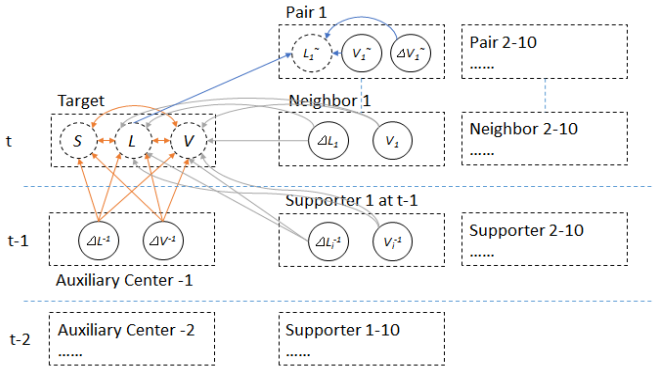 Pair 1
L₁˜ V₁˜ ΔV₁˜
Pair 2-10
......
Target
Neighbor 1
t
S L V
ΔL₁ V₁
Neighbor 2-10
......
Supporter 1 at t-1
t-1
ΔL⁻¹ ΔV⁻¹
ΔLᵢ⁻¹ Vᵢ⁻¹
Supporter 2-10
......
Auxiliary Center -1
t-2
Auxiliary Center -2
......
Supporter 1-10
......